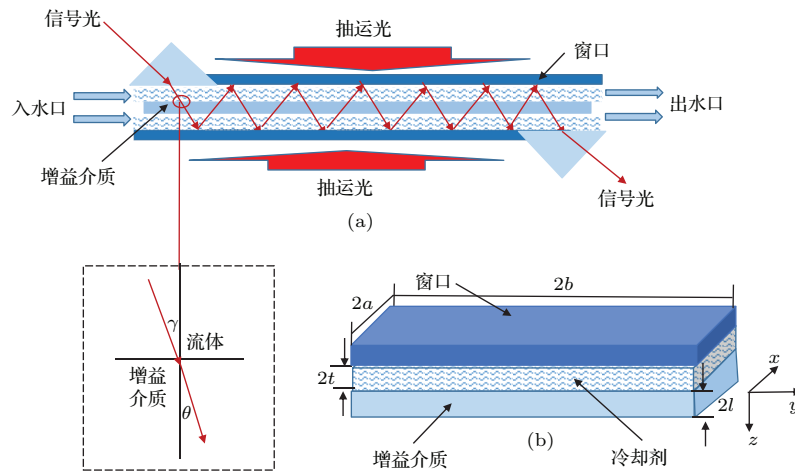 信号光
抽运光
窗口
入水口
出水口
增益介质
抽运光
信号光
(a)
γ
流体
增益
介质
θ
窗口
2b
2a
2t
x
y
z
2l
增益介质
(b)
冷却剂